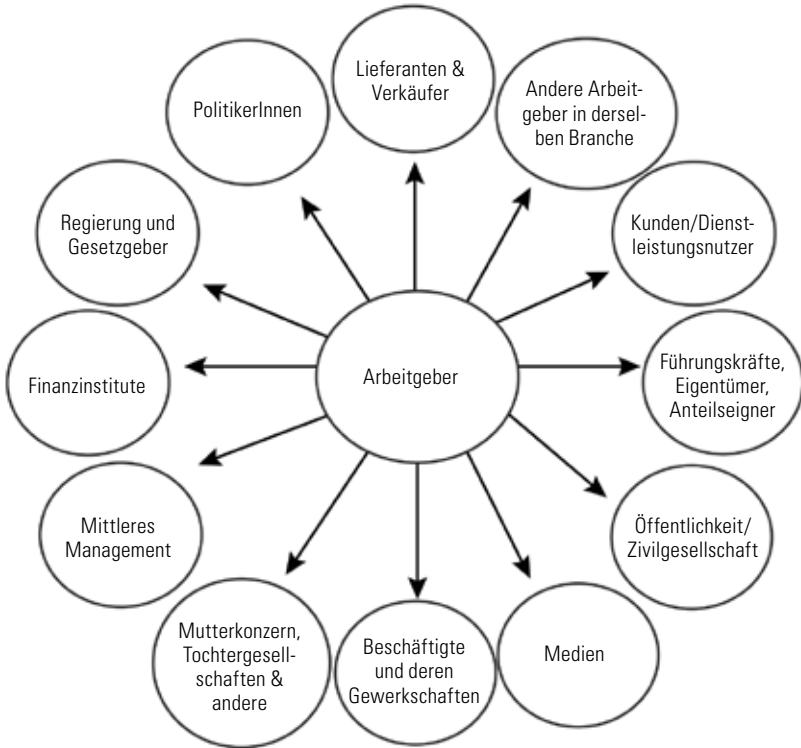 Lieferanten &
Verkäufer
Andere Arbeit-
geber in dersel-
ben Branche
PolitikerInnen
Regierung und
Gesetzgeber
Kunden/Dienst-
leistungsnutzer
Finanzinstitute
Arbeitgeber
Führungskräfte,
Eigentümer,
Anteilseigner
Mittleres
Management
Öffentlichkeit/
Zivilgesellschaft
Mutterkonzern,
Tochtergesell-
schaften &
andere
Beschäftigte
und deren
Gewerkschaften
Medien